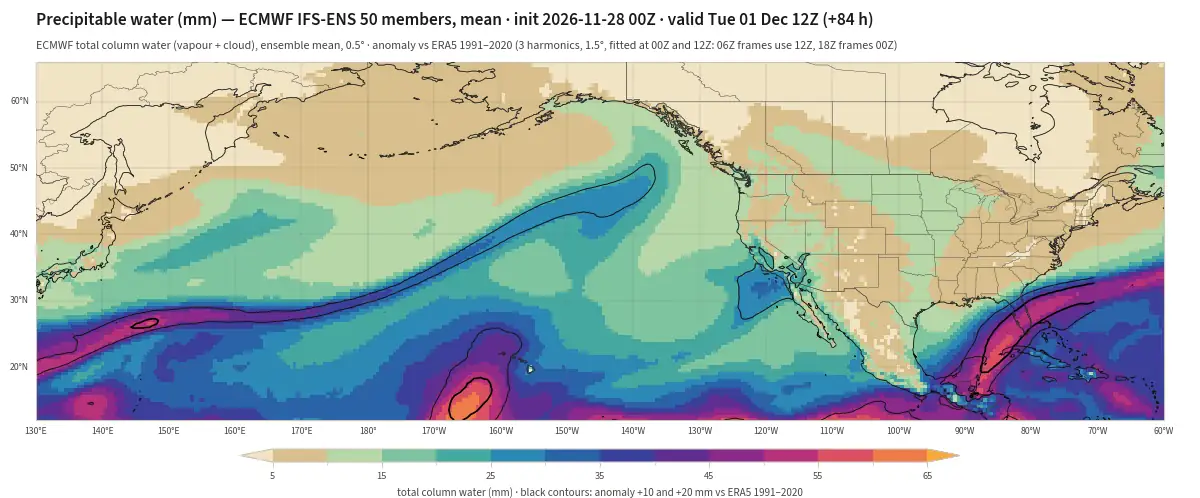 Precipitable water (mm) — ECMWF IFS-ENS 50 members, mean · init 2026-11-28 00Z · valid Tue 01 Dec 12Z (+84 h)
ECMWF total column water (vapour + cloud), ensemble mean, 0.5° · anomaly vs ERA5 1991–2020 (3 harmonics, 1.5°, fitted at 00Z and 12Z: 06Z frames use 12Z, 18Z frames 00Z)
60°N
50°N
40°N
30°N
20°N
130°E 140°E 150°E 160°E 170°E 180° 170°W 160°W 150°W 140°W 130°W 120°W 110°W 100°W 90°W 80°W 70°W 60°W
5 15 25 35 45 55 65
total column water (mm) · black contours: anomaly +10 and +20 mm vs ERA5 1991–2020